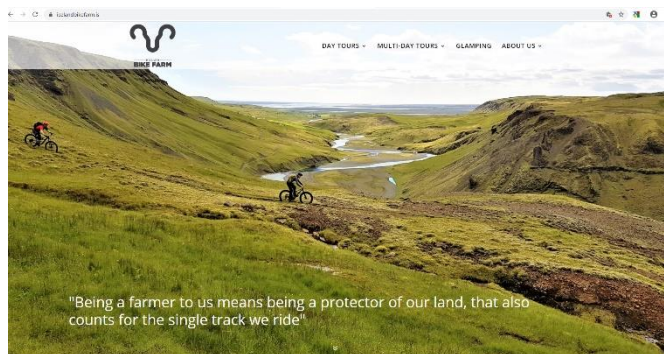 icelandbikefarm.is
DAY TOURS MULTI-DAY TOURS GLAMPING ABOUT US
BIKE FARM
"Being a farmer to us means being a protector of our land, that also
counts for the single track we ride"